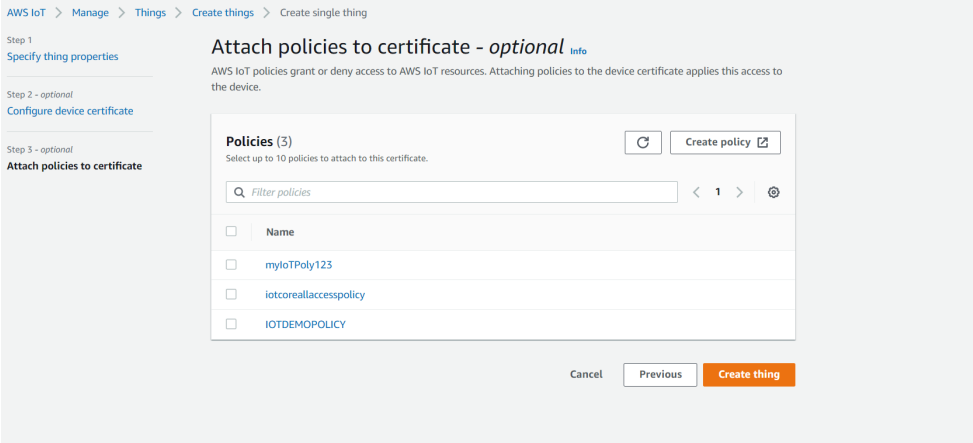 AWS IoT > Manage > Things > Create things > Create single thing
Step 1
Specify thing properties
Step 2 - optional
Configure device certificate
Step 3 - optional
Attach policies to certificate
Attach policies to certificate - optional Info
AWS IoT policies grant or deny access to AWS IoT resources. Attaching policies to the device certificate applies this access to
the device.
Policies (3)
Select up to 10 policies to attach to this certificate.
Create policy
Filter policies
1
Name
myIoTPoly123
iotcoreallaccesspolicy
IOTDEMOPOLICY
Cancel
Previous
Create thing